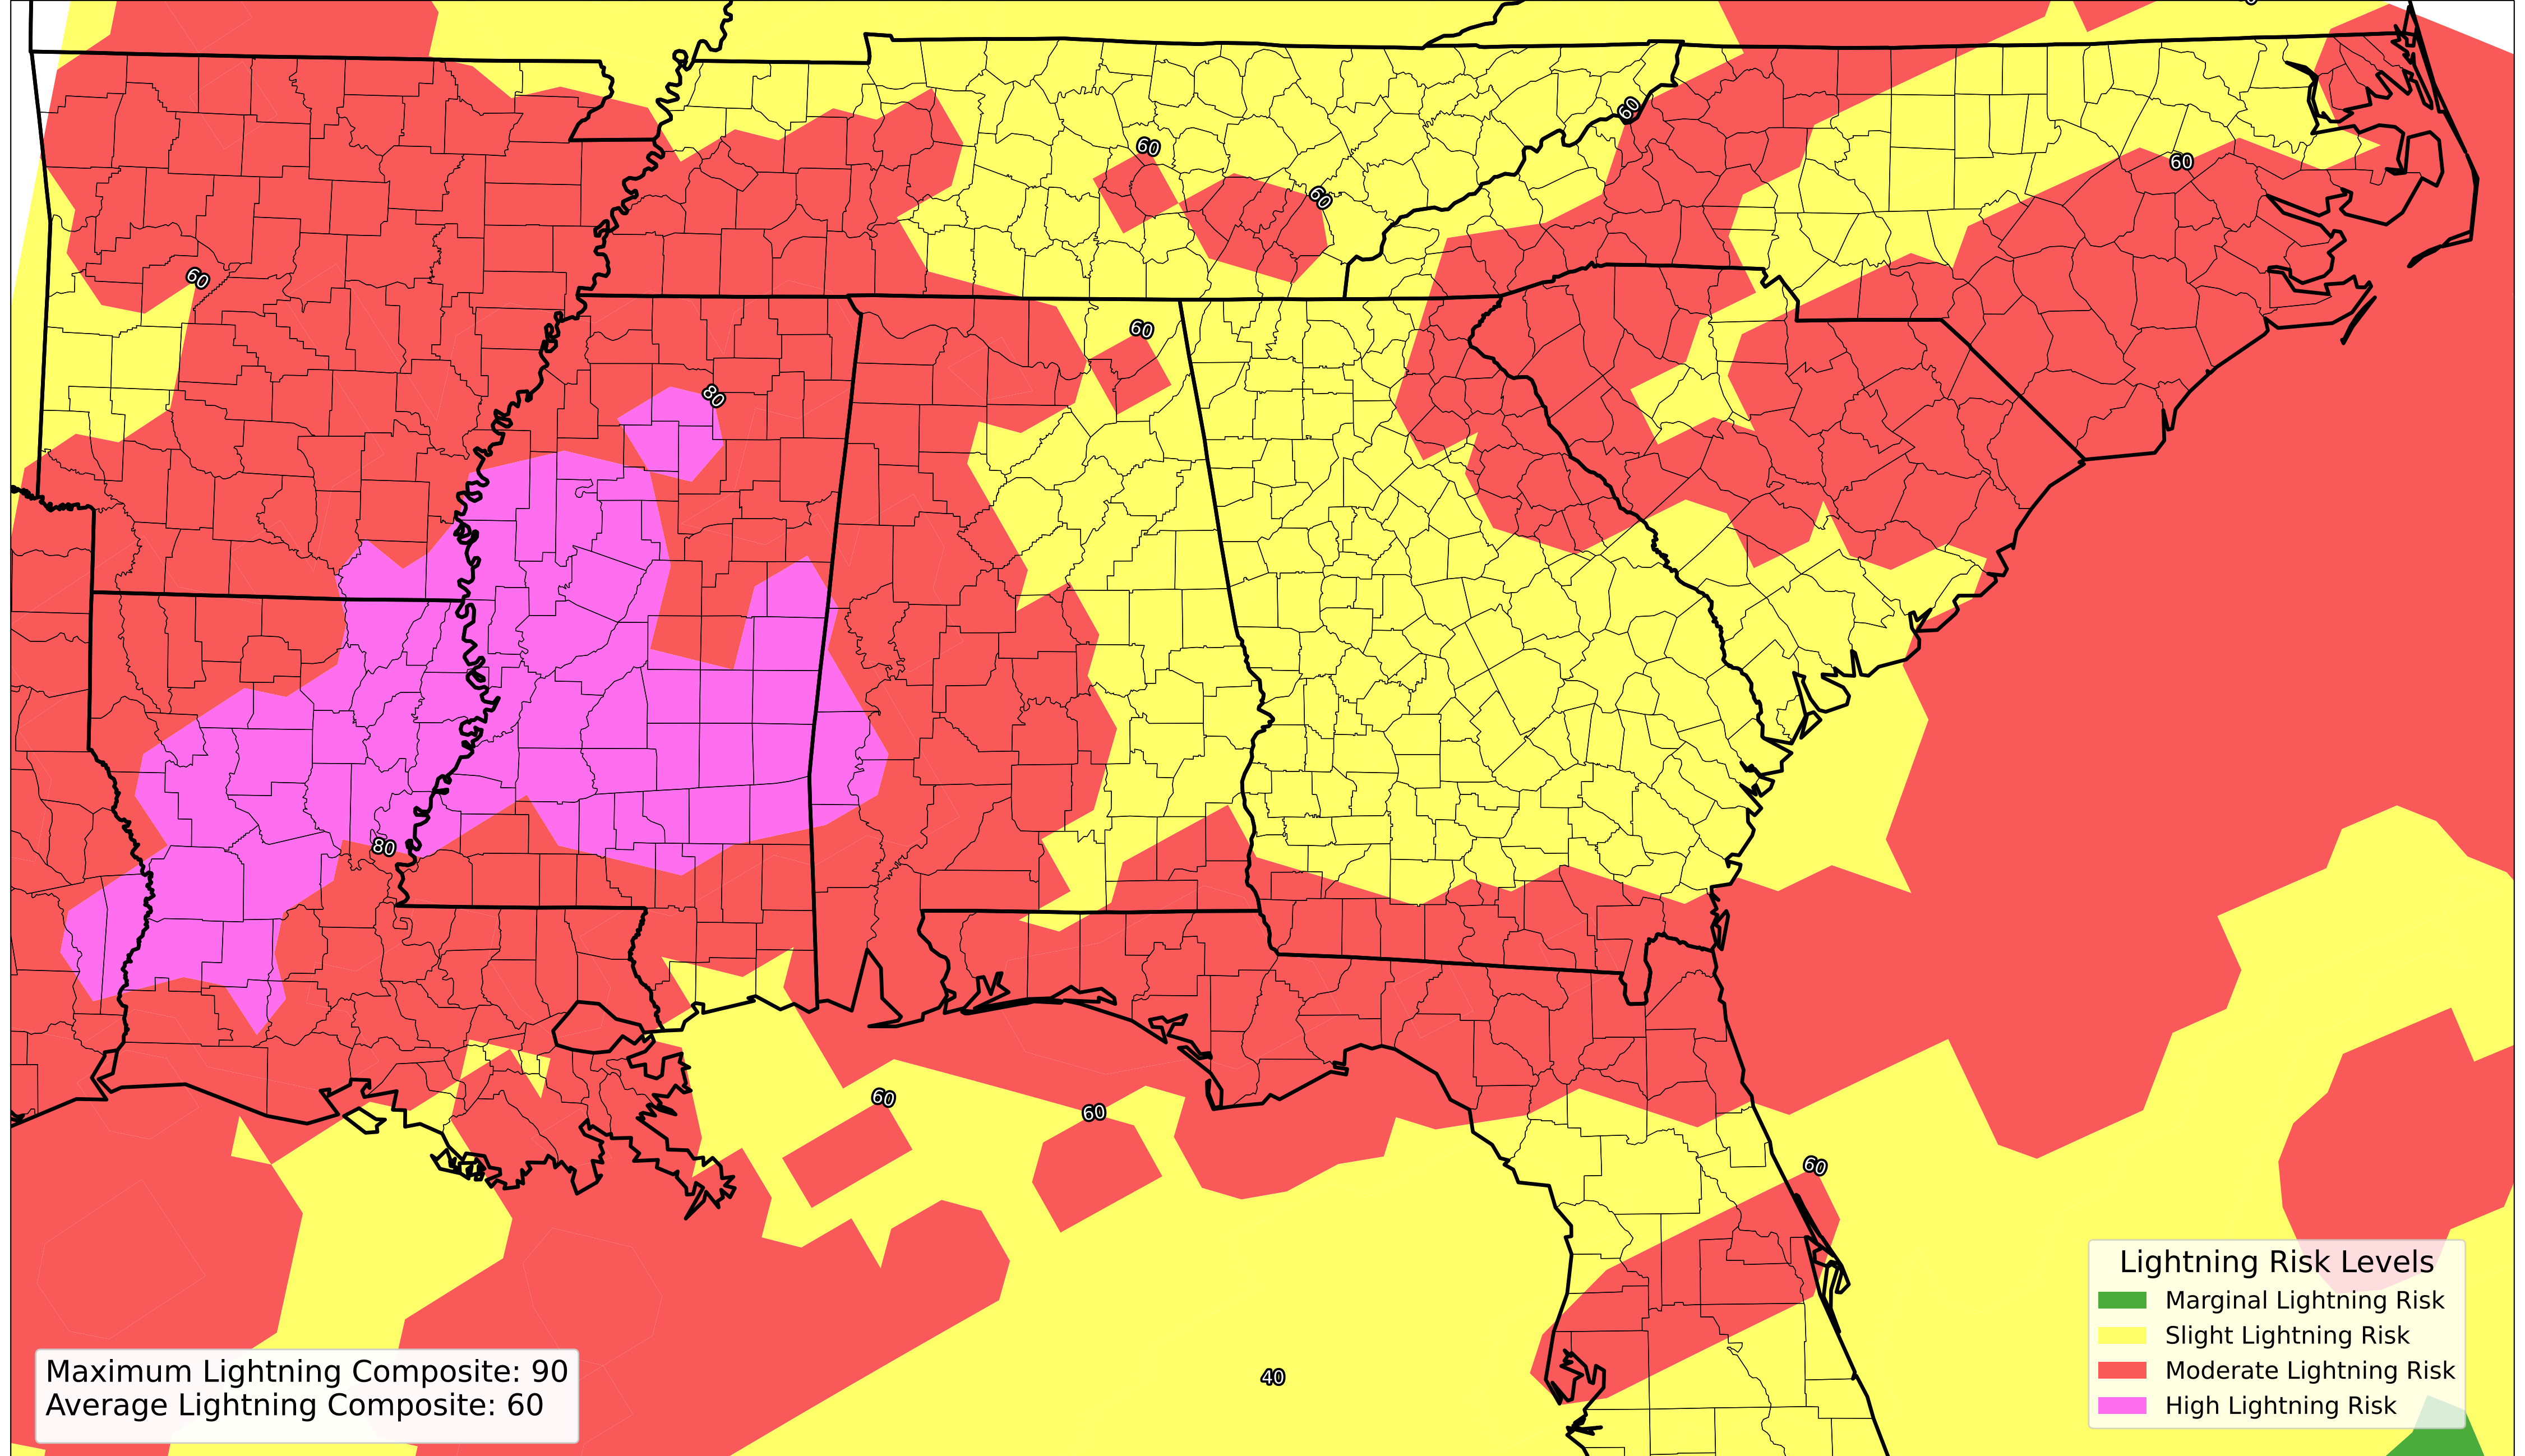 60
60
60
60
60
60
80
80
60
60
60
40
Maximum Lightning Composite: 90
Average Lightning Composite: 60
Lightning Risk Levels
Marginal Lightning Risk
Slight Lightning Risk
Moderate Lightning Risk
High Lightning Risk